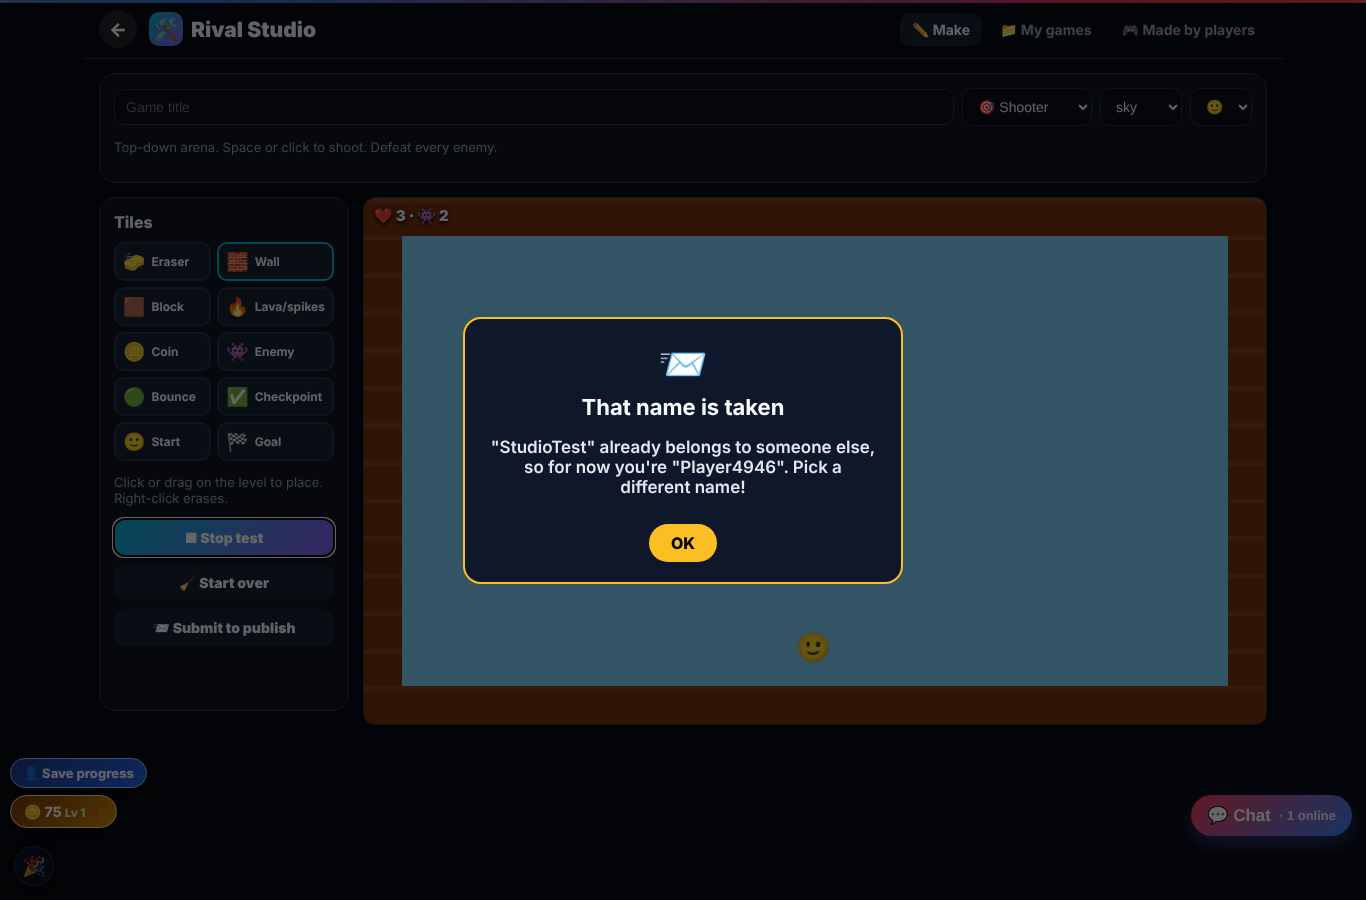 Rival Studio
Make
My games
Made by players
Game title
Shooter
sky
Top-down arena. Space or click to shoot. Defeat every enemy.
Tiles
Eraser
Wall
Block
Lava/spikes
Coin
Enemy
Bounce
Checkpoint
Start
Goal
Click or drag on the level to place.
Right-click erases.
Stop test
Start over
Submit to publish
3 · 2
That name is taken
"StudioTest" already belongs to someone else,
so for now you're "Player4946". Pick a
different name!
OK
Save progress
75 Lv 1
Chat · 1 online